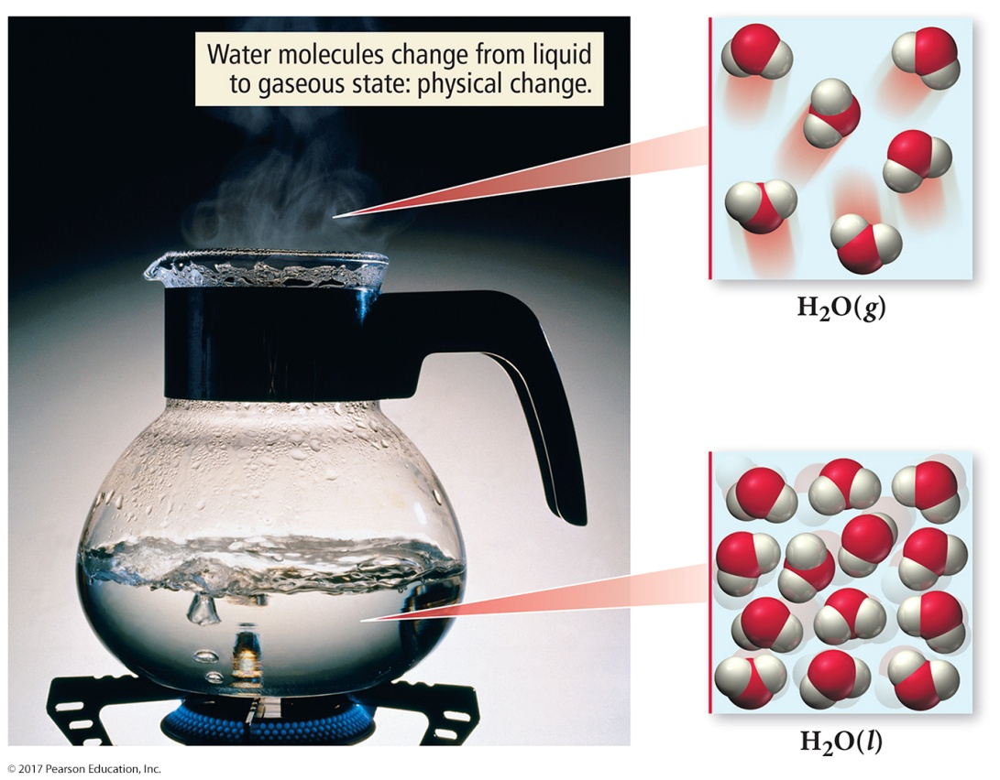 Water molecules change from liquid
to gaseous state: physical change.
H₂O(g)
H₂O(l)
© 2017 Pearson Education, Inc.